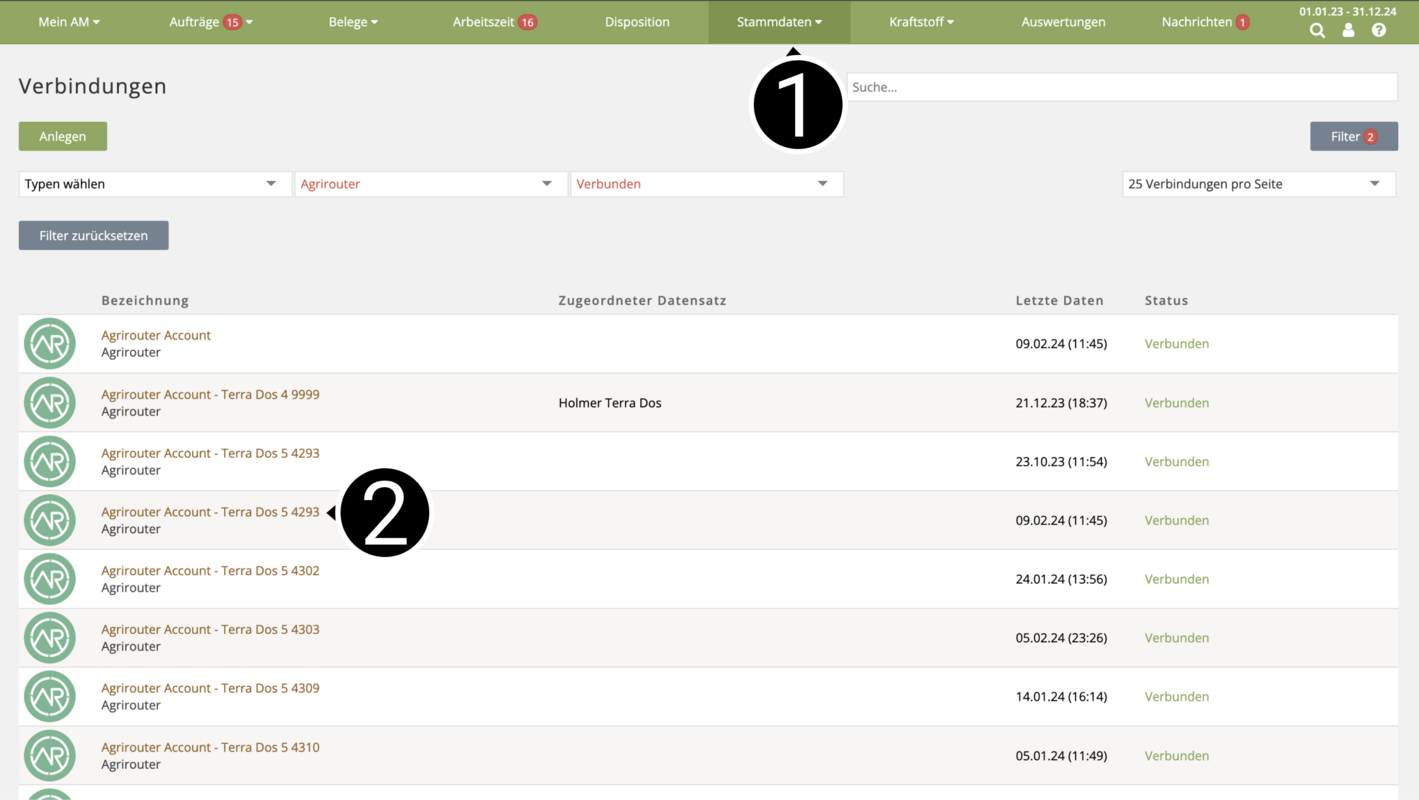 Mein AM
Aufträge 15
Belege
Arbeitszeit 16
Disposition
Stammdaten
Kraftstoff
Auswertungen
Nachrichten 1
01.01.23 - 31.12.24
1
Verbindungen
Suche...
Anlegen
Filter 2
Typen wählen
Agrirouter
Verbunden
25 Verbindungen pro Seite
Filter zurücksetzen
Bezeichnung Zugeordneter Datensatz Letzte Daten Status
AR
Agrirouter Account
Agrirouter
09.02.24 (11:45) Verbunden
AR
Agrirouter Account - Terra Dos 4 9999
Agrirouter
Holmer Terra Dos 21.12.23 (18:37) Verbunden
AR
Agrirouter Account - Terra Dos 5 4293
Agrirouter
23.10.23 (11:54) Verbunden
AR
Agrirouter Account - Terra Dos 5 4293
Agrirouter
2
09.02.24 (11:45) Verbunden
AR
Agrirouter Account - Terra Dos 5 4302
Agrirouter
24.01.24 (13:56) Verbunden
AR
Agrirouter Account - Terra Dos 5 4303
Agrirouter
05.02.24 (23:26) Verbunden
AR
Agrirouter Account - Terra Dos 5 4309
Agrirouter
14.01.24 (16:14) Verbunden
AR
Agrirouter Account - Terra Dos 5 4310
Agrirouter
05.01.24 (11:49) Verbunden